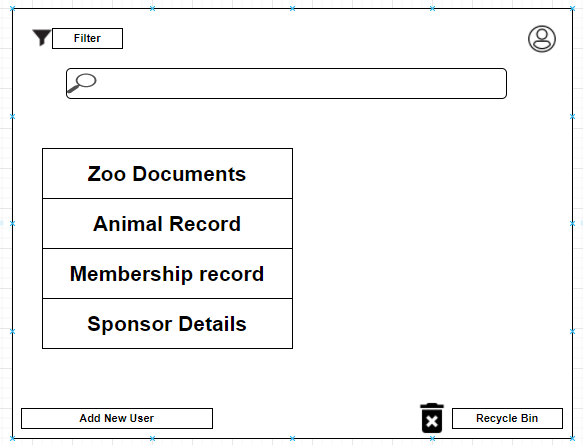 Filter
Zoo Documents
Animal Record
Membership record
Sponsor Details
Add New User
Recycle Bin